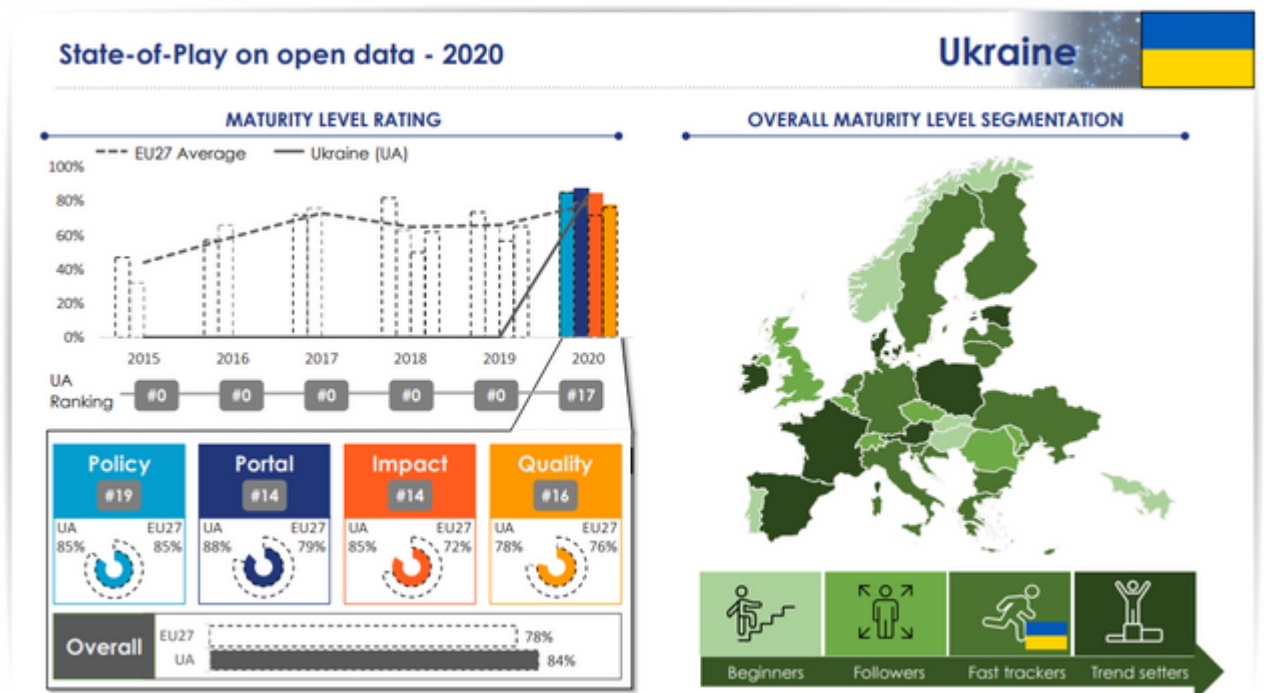 State-of-Play on open data - 2020
Ukraine
MATURITY LEVEL RATING
EU27 Average
Ukraine (UA)
100%
80%
60%
40%
20%
0%
2015 2016 2017 2018 2019 2020
UA Ranking
#0 #0 #0 #0 #0 #17
Policy
#19
UA EU27
85% 85%
Portal
#14
UA EU27
88% 79%
Impact
#14
UA EU27
85% 72%
Quality
#16
UA EU27
78% 76%
Overall
EU27 78%
UA 84%
OVERALL MATURITY LEVEL SEGMENTATION
Beginners Followers Fast trackers Trend setters